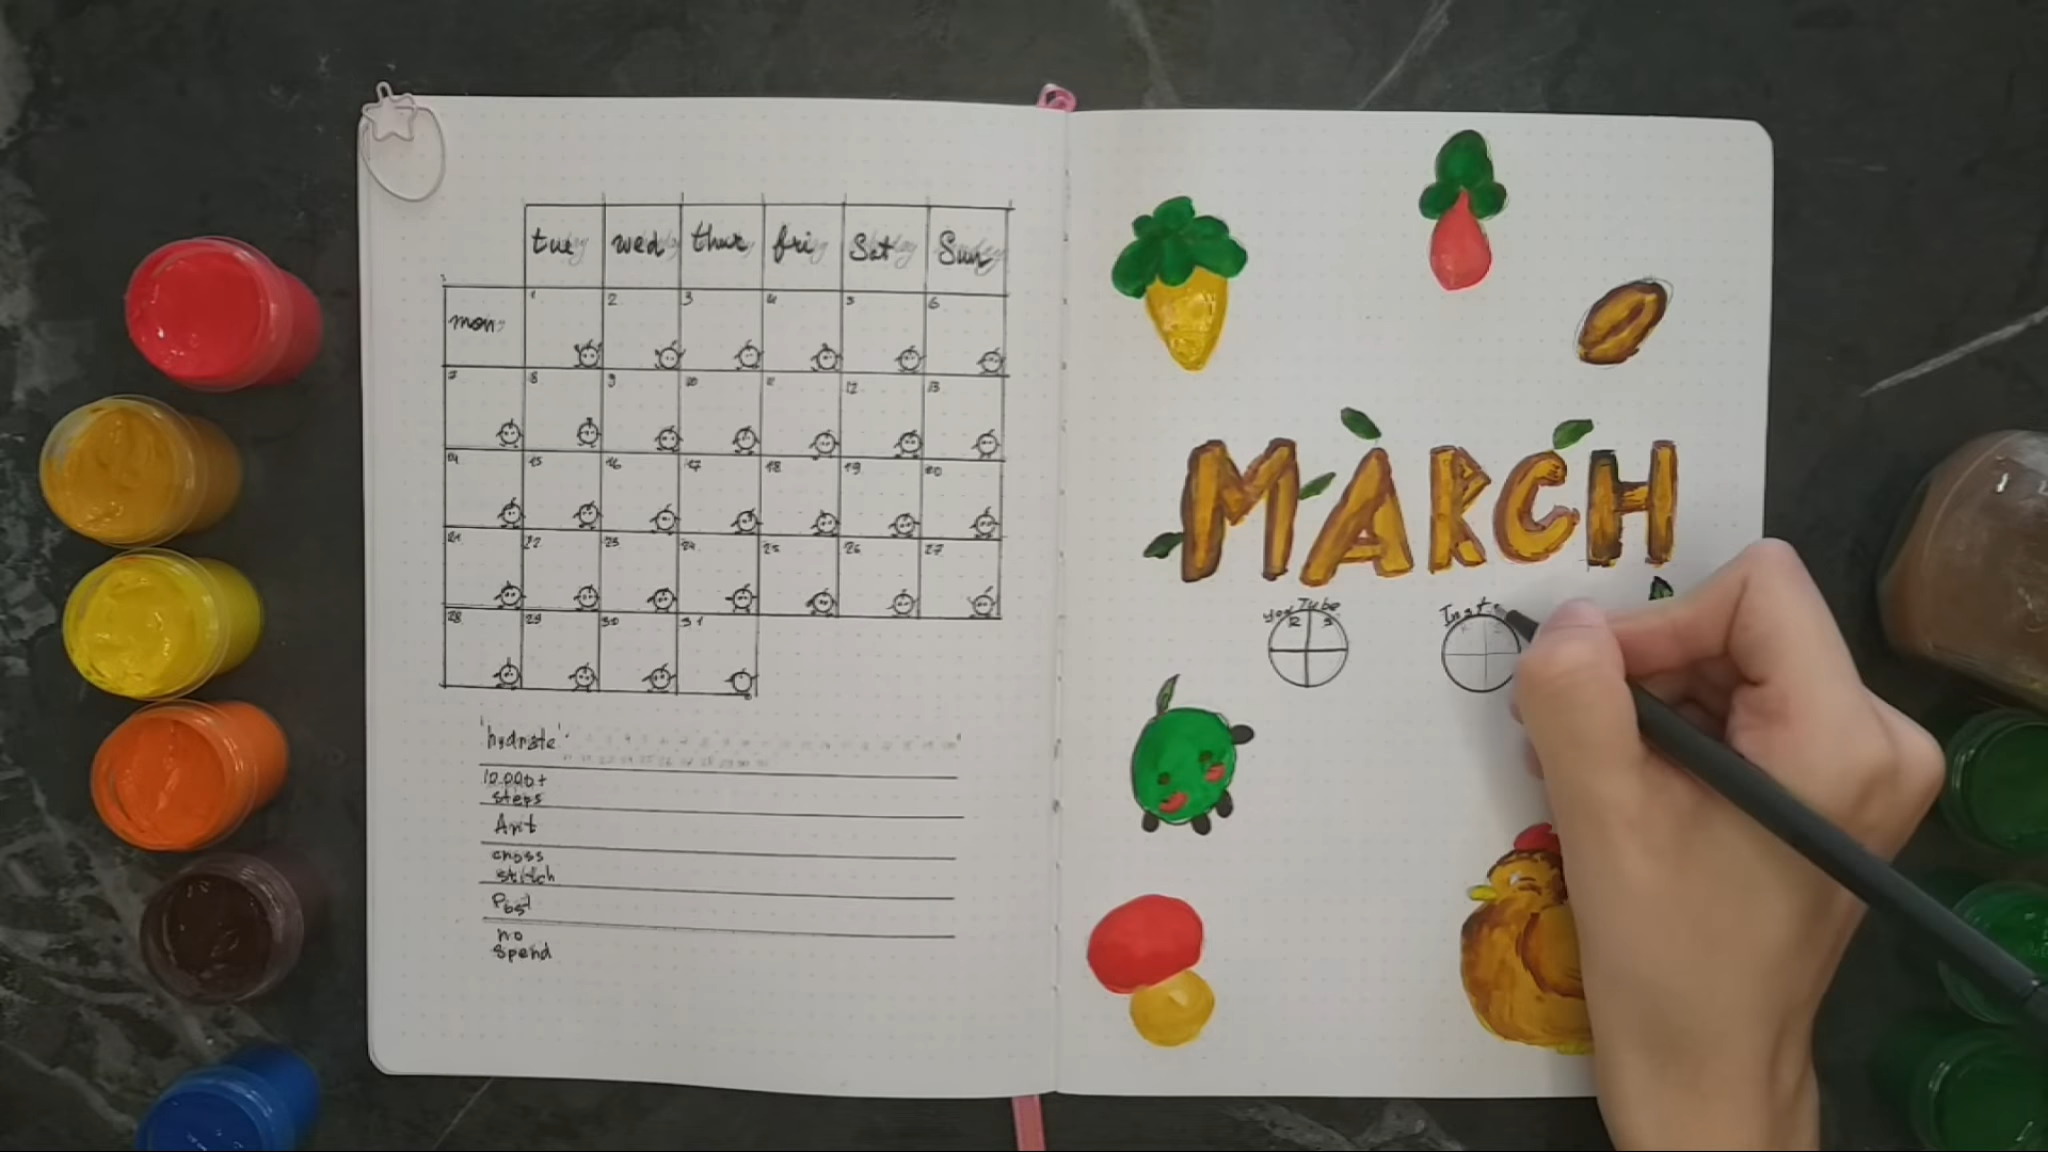 tue wed thur fri Sat Sun
mon 1 2 3 4 5 6
7 8 9 10 11 12 13
14 15 16 17 18 19 20
21 22 23 24 25 26 27
28 29 30 31
'hydrate'
10.000+
steps
Art
cross
stitch
Post
no
spend
MARCH
YouTube
Inst